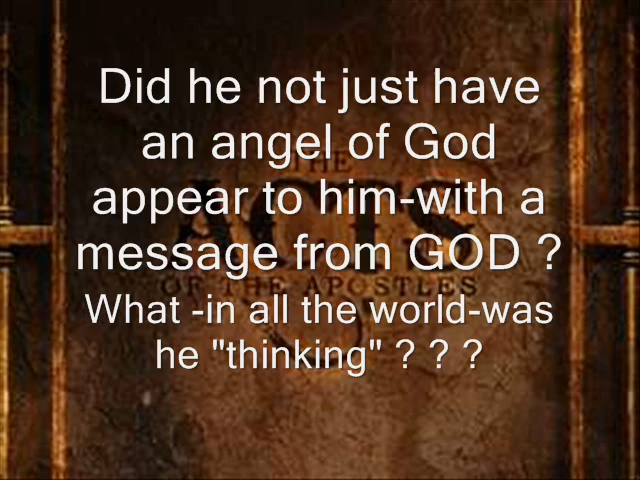 Did he not just have
an angel of God
appear to him-with a
message from GOD ?
What -in all the world-was
he "thinking" ? ? ?
THE
ACTS
OF THE APOSTLES